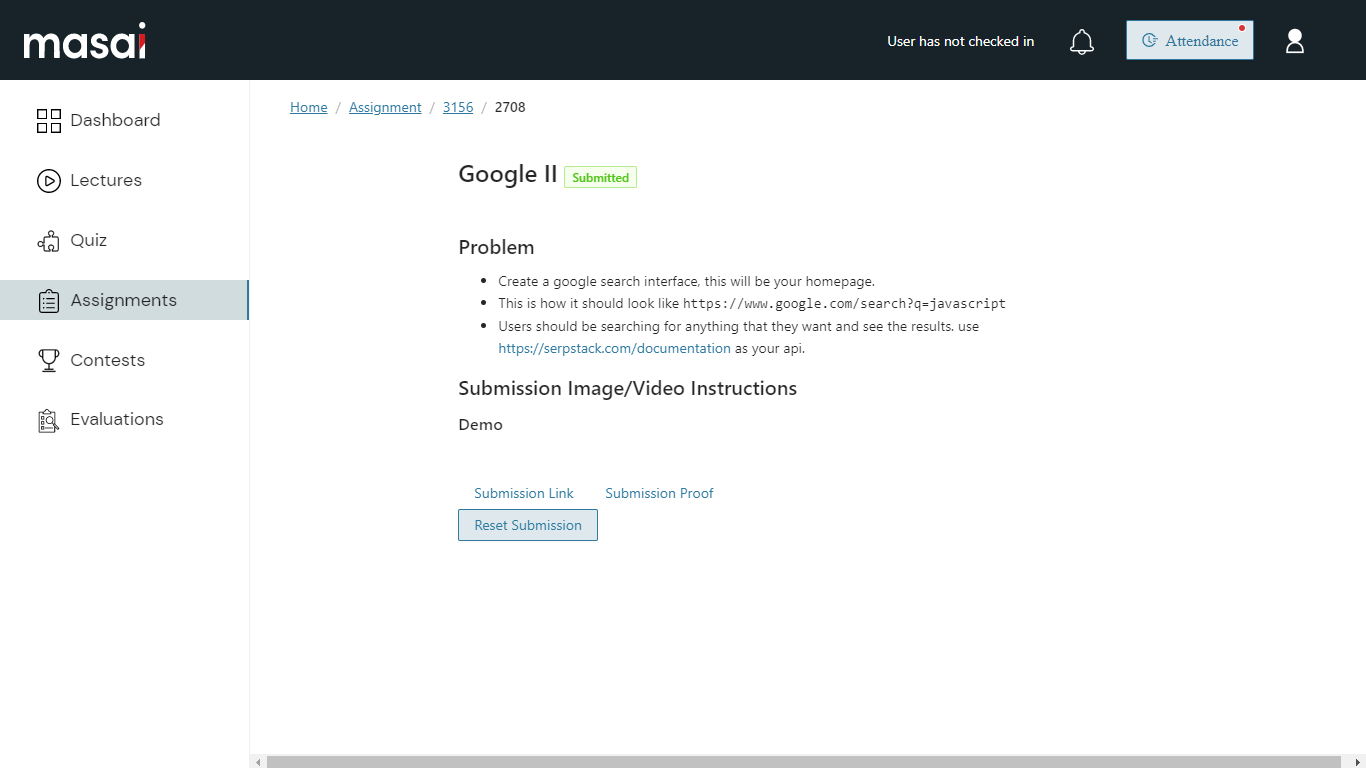 masai
User has not checked in
Attendance
Dashboard
Lectures
Quiz
Assignments
Contests
Evaluations
Home / Assignment / 3156 / 2708
Google II Submitted
Problem
Create a google search interface, this will be your homepage.
This is how it should look like https://www.google.com/search?q=javascript
Users should be searching for anything that they want and see the results. use
https://serpstack.com/documentation as your api.
Submission Image/Video Instructions
Demo
Submission Link Submission Proof
Reset Submission